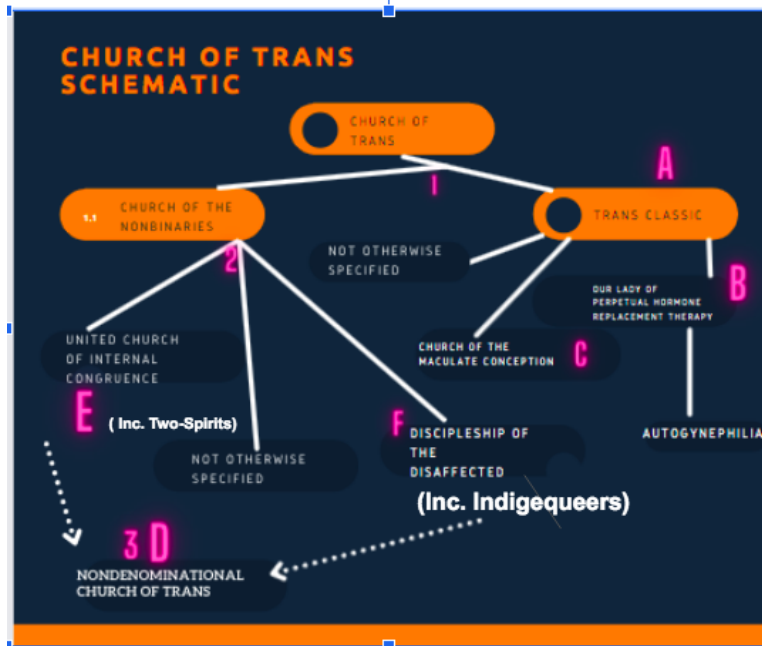 CHURCH OF TRANS
SCHEMATIC
CHURCH OF
TRANS
A
1
1.1
CHURCH OF THE
NONBINARIES
TRANS CLASSIC
2
NOT OTHERWISE
SPECIFIED
OUR LADY OF
PERPETUAL HORMONE
REPLACEMENT THERAPY
B
UNITED CHURCH
OF INTERNAL
CONGRUENCE
CHURCH OF THE
MACULATE CONCEPTION
C
E
( Inc. Two-Spirits)
F
DISCIPLESHIP OF
THE
DISAFFECTED
AUTOGYNEPHILIA
NOT OTHERWISE
SPECIFIED
(Inc. Indigequeers)
3 D
NONDENOMINATIONAL
CHURCH OF TRANS